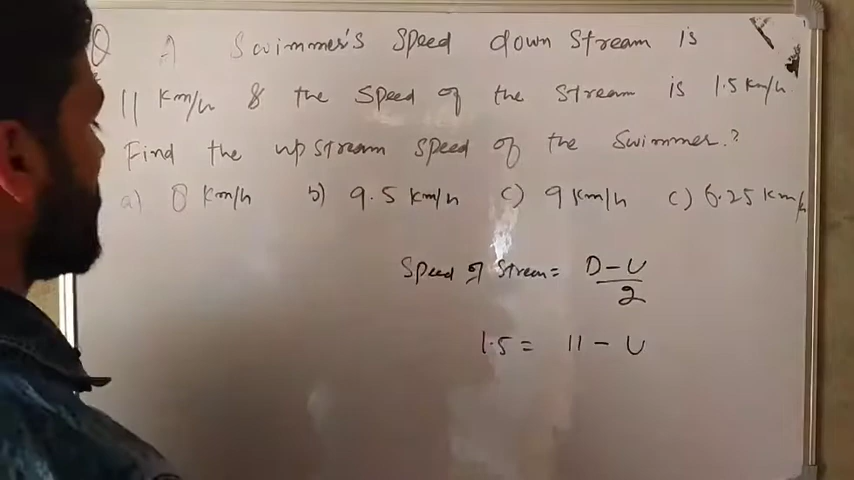 Q A Swimmer's Speed down Stream is
11 Km/h & the Speed of the Stream is 1.5 Km/h
Find the upstream Speed of the Swimmer.?
a) 8 Km/h b) 9.5 Km/h c) 9 Km/h c) 6.25 Km/h
Speed of Stream = D-U/2
1.5 = 11 - U